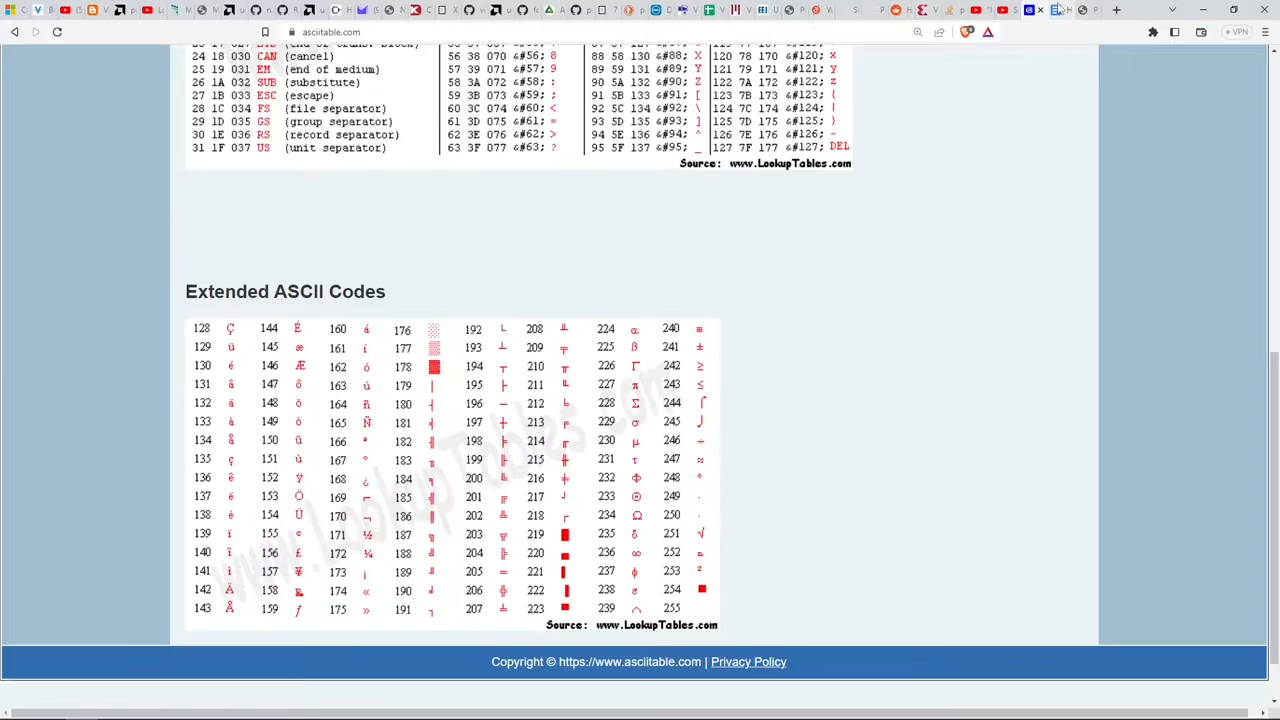 asciitable.com
VPN
24 18 030 CAN (cancel) 56 38 070 &#56; 8 88 58 130 &#88; X 120 78 170 &#120; x
25 19 031 EM (end of medium) 57 39 071 &#57; 9 89 59 131 &#89; Y 121 79 171 &#121; y
26 1A 032 SUB (substitute) 58 3A 072 &#58; : 90 5A 132 &#90; Z 122 7A 172 &#122; z
27 1B 033 ESC (escape) 59 3B 073 &#59; ; 91 5B 133 &#91; [ 123 7B 173 &#123; {
28 1C 034 FS (file separator) 60 3C 074 &#60; < 92 5C 134 &#92; \ 124 7C 174 &#124; |
29 1D 035 GS (group separator) 61 3D 075 &#61; = 93 5D 135 &#93; ] 125 7D 175 &#125; }
30 1E 036 RS (record separator) 62 3E 076 &#62; > 94 5E 136 &#94; ^ 126 7E 176 &#126; ~
31 1F 037 US (unit separator) 63 3F 077 &#63; ? 95 5F 137 &#95; _ 127 7F 177 &#127; DEL
Source: www.LookupTables.com
Extended ASCII Codes
128 Ç 144 É 160 á 176 ░ 192 └ 208 ╨ 224 α 240 ≡
129 ü 145 æ 161 í 177 ▒ 193 ┴ 209 ╤ 225 ß 241 ±
130 é 146 Æ 162 ó 178 ▓ 194 ┬ 210 ╥ 226 Γ 242 ≥
131 â 147 ô 163 ú 179 │ 195 ├ 211 ╙ 227 π 243 ≤
132 ä 148 ö 164 ñ 180 ┤ 196 ─ 212 ╘ 228 Σ 244 ⌠
133 à 149 ò 165 Ñ 181 ╡ 197 ┼ 213 ╒ 229 σ 245 ⌡
134 å 150 û 166 ª 182 ╢ 198 ╞ 214 ╓ 230 µ 246 ÷
135 ç 151 ù 167 º 183 ╖ 199 ╟ 215 ╫ 231 τ 247 ≈
136 ê 152 ÿ 168 ¿ 184 ╕ 200 ╚ 216 ╪ 232 Φ 248 °
137 ë 153 Ö 169 ⌐ 185 ╣ 201 ╔ 217 ┘ 233 Θ 249 ∙
138 è 154 Ü 170 ¬ 186 ║ 202 ╩ 218 ┌ 234 Ω 250 ·
139 ï 155 ¢ 171 ½ 187 ╗ 203 ╦ 219 █ 235 δ 251 √
140 î 156 £ 172 ¼ 188 ╝ 204 ╠ 220 ▄ 236 ∞ 252 ⁿ
141 ì 157 ¥ 173 ¡ 189 ╜ 205 ═ 221 ▌ 237 φ 253 ²
142 Ä 158 ₧ 174 « 190 ╛ 206 ╬ 222 ▐ 238 ε 254 ■
143 Å 159 ƒ 175 » 191 ┐ 207 ╧ 223 ▀ 239 ∩ 255
www.LookupTables.com
Source: www.LookupTables.com
Copyright © https://www.asciitable.com | Privacy Policy